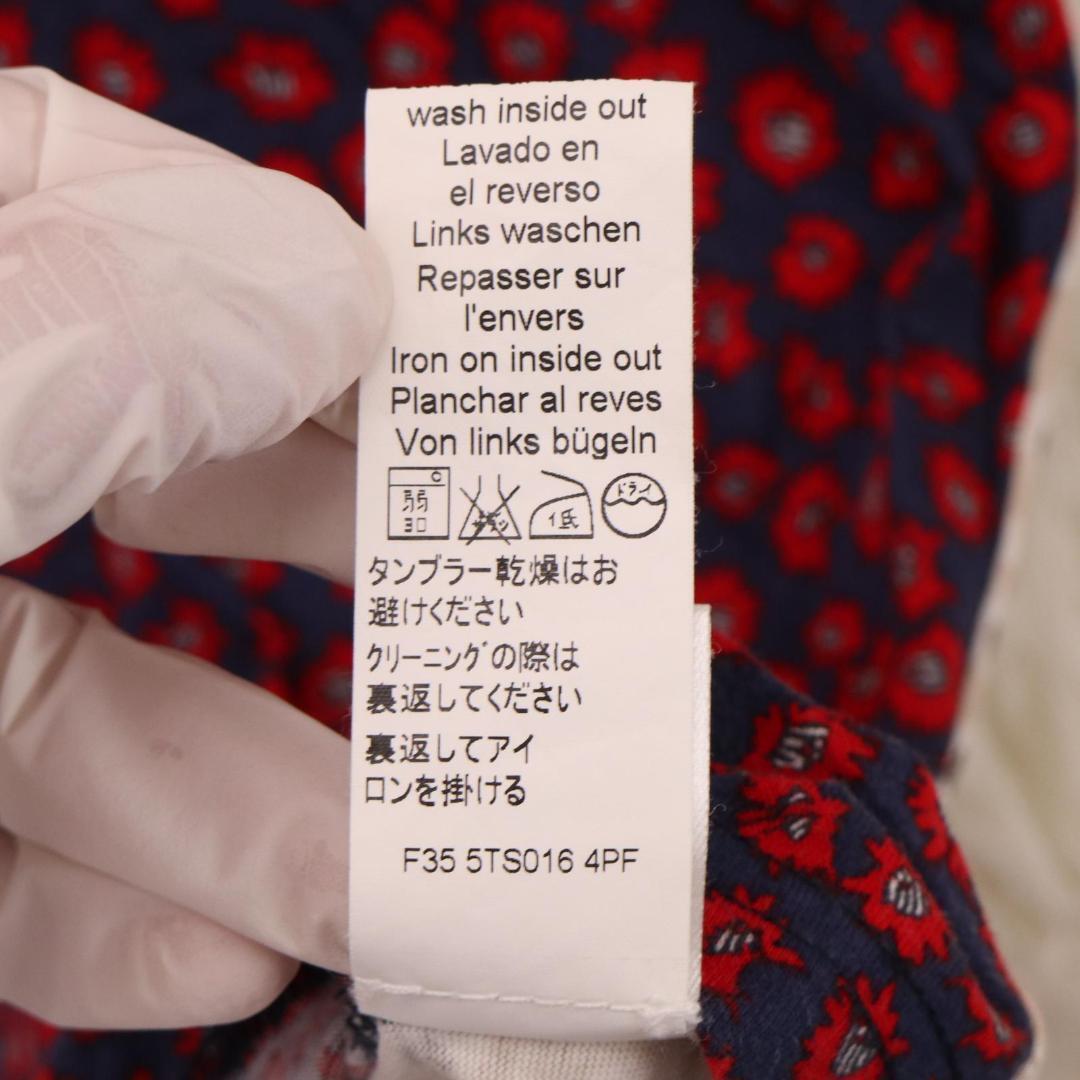 wash inside out
Lavado en
el reverso
Links waschen
Repasser sur
l'envers
Iron on inside out
Planchar al reves
Von links bügeln
弱
30
1低
ドライ
タンブラー乾燥はお
避けください
クリーニングの際は
裏返してください
裏返してアイ
ロンを掛ける
F35 5TS016 4PF